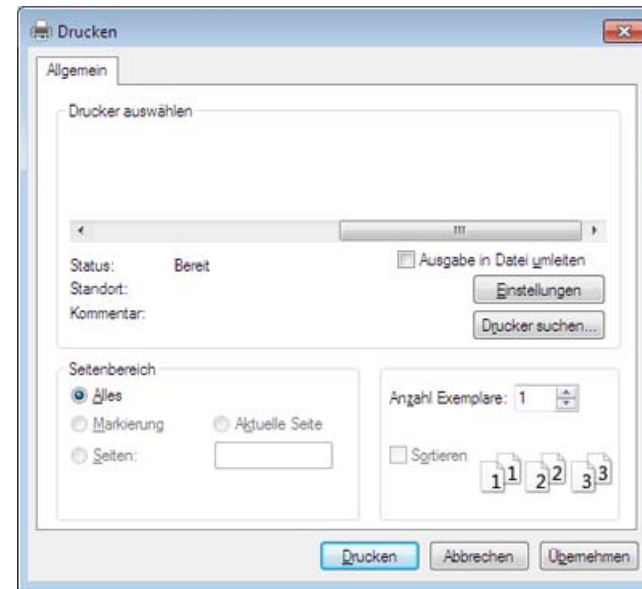 Drucken
Allgemein
Drucker auswählen
Status: Bereit
Ausgabe in Datei umleiten
Standort:
Einstellungen
Kommentar:
Drucker suchen...
Seitenbereich
Alles
Anzahl Exemplare: 1
Markierung Aktuelle Seite
Seiten:
Sortieren
1 1 2 2 3 3
Drucken Abbrechen Übernehmen